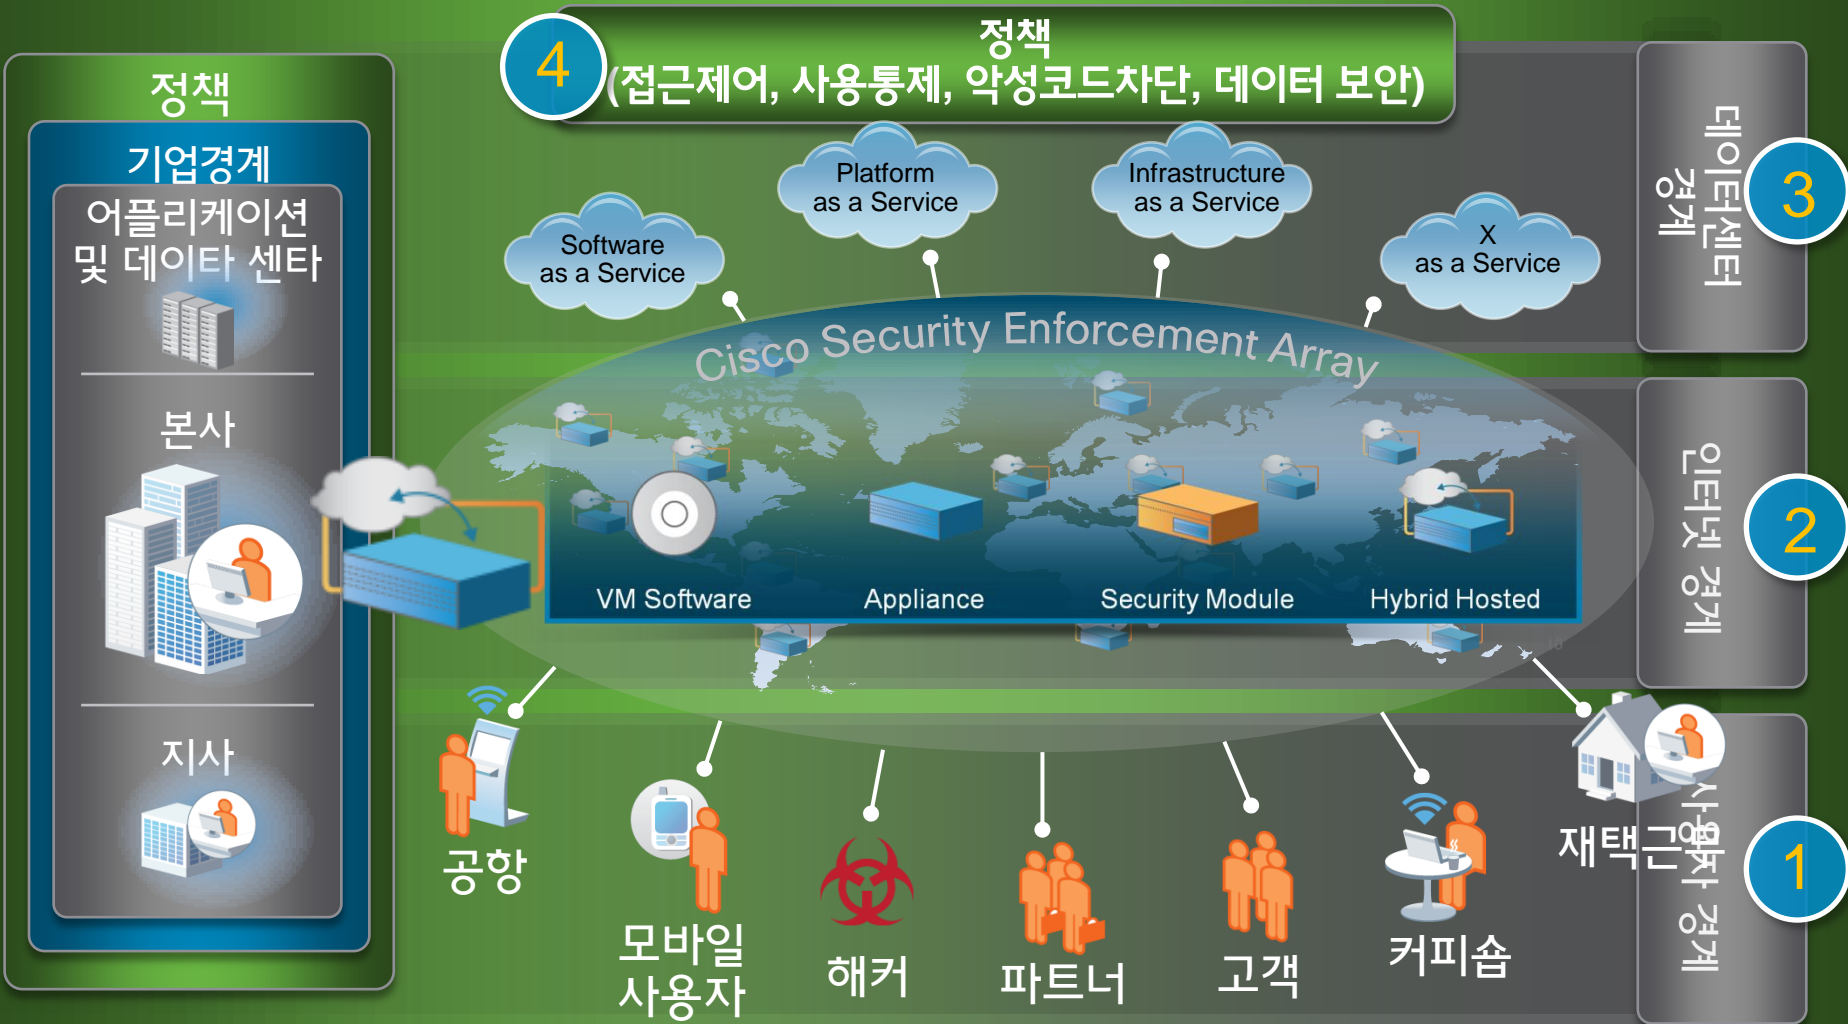 4
정책
(접근제어, 사용통제, 악성코드차단, 데이터 보안)
정책
기업경계
어플리케이션
및 데이타 센타
본사
지사
Software
as a Service
Platform
as a Service
Infrastructure
as a Service
X
as a Service
Cisco Security Enforcement Array
VM Software
Appliance
Security Module
Hybrid Hosted
데이터센터
경계
3
인터넷 경계
2
사용자 경계
1
공항
모바일
사용자
해커
파트너
고객
커피숍
재택근무